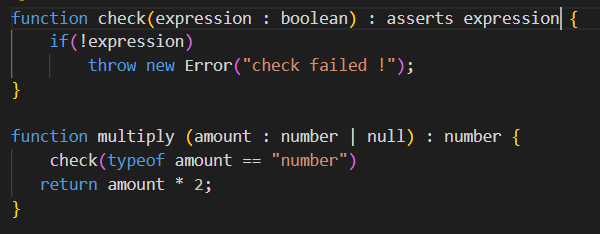 function check(expression : boolean) : asserts expression {
    if(!expression)
        throw new Error("check failed !");
}
function multiply (amount : number | null) : number {
    check(typeof amount == "number")
   return amount * 2;
}